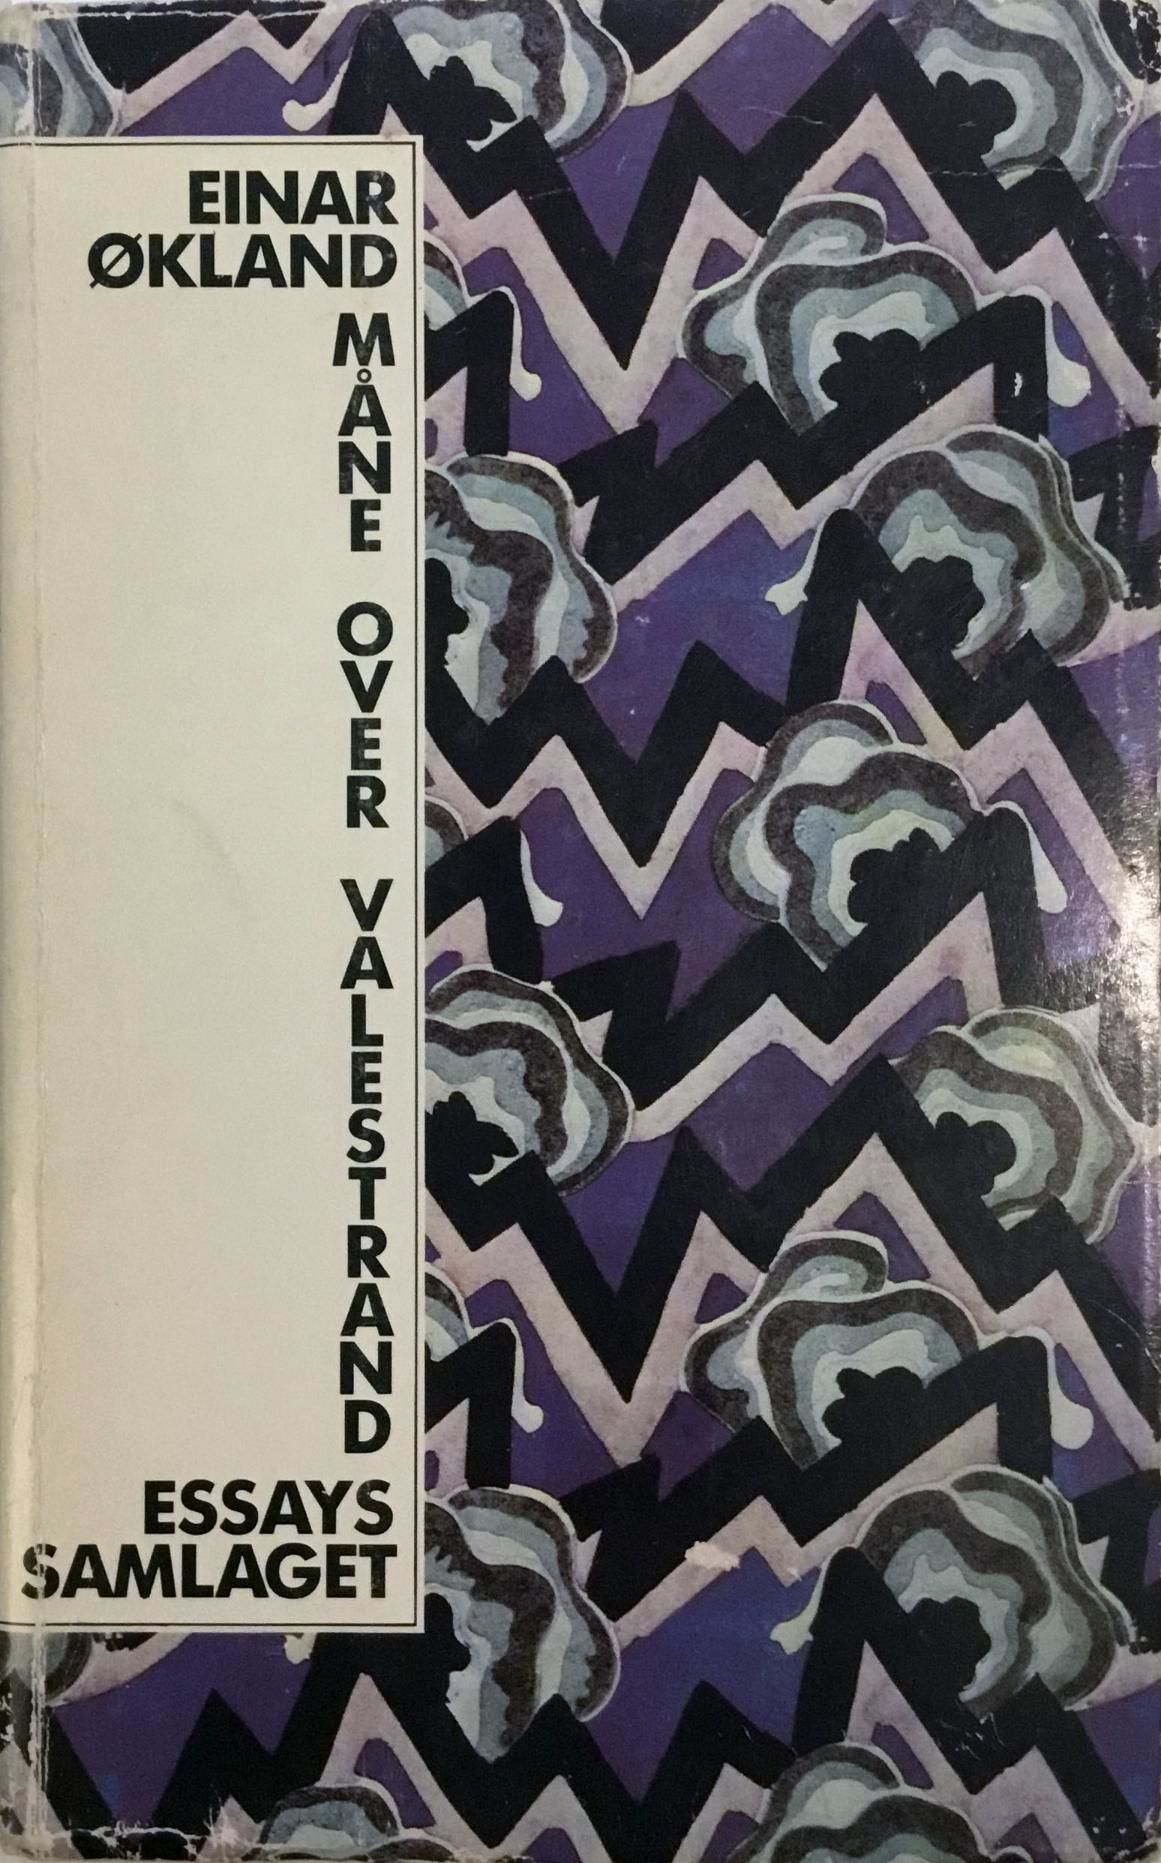 EINAR
ØKLAND
MÅNE OVER VALESTRAND
ESSAYS
SAMLAGET